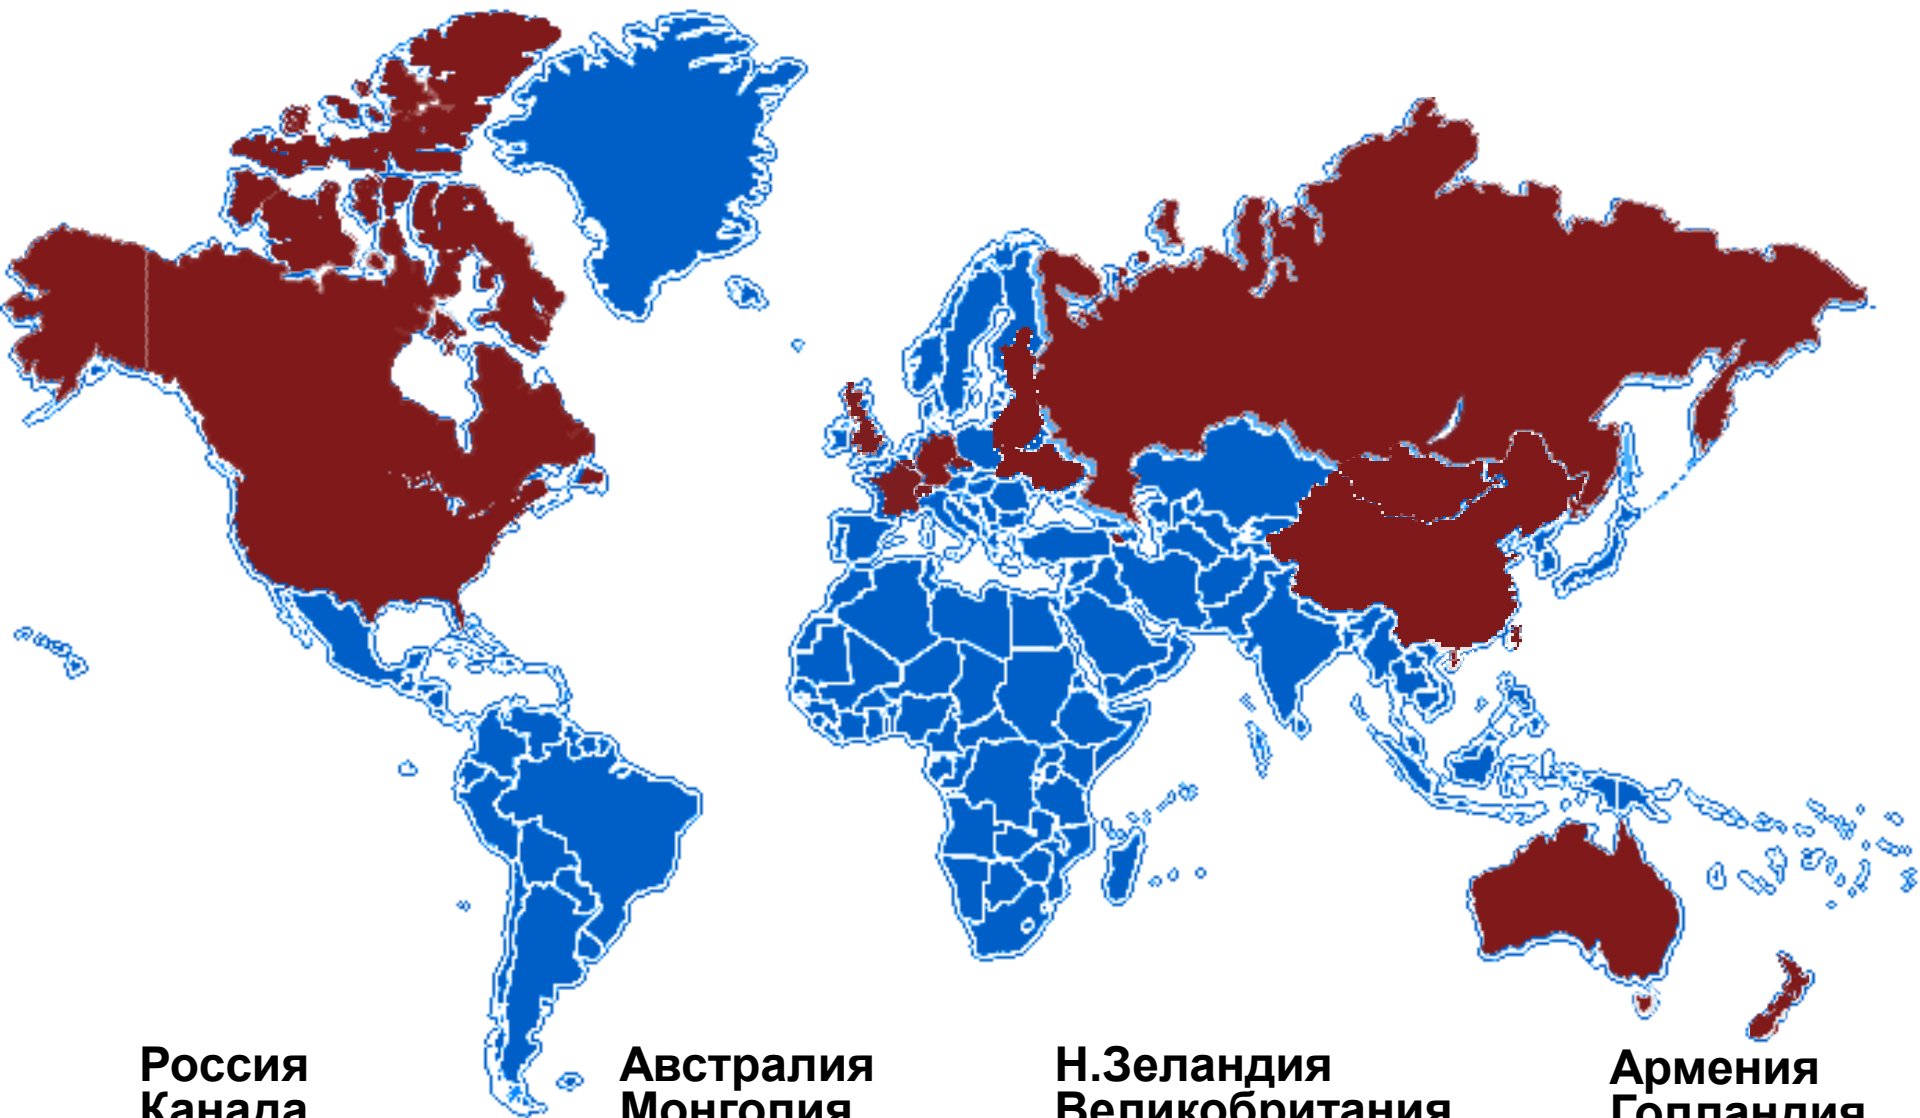 Россия
Канада
Австралия
Монголия
Н.Зеландия
Великобритания
Армения
Голландия